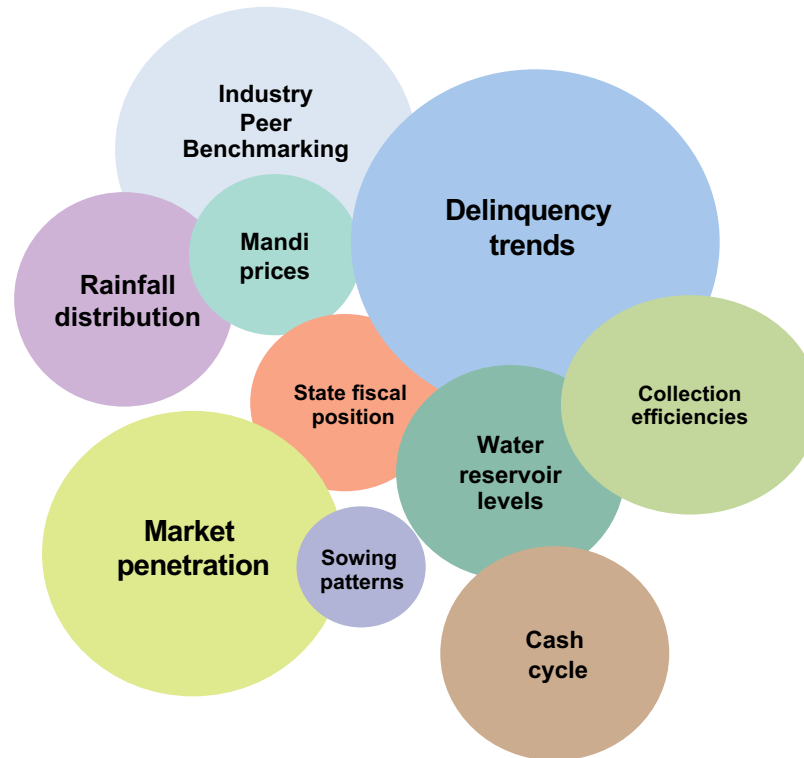 Industry
Peer
Benchmarking
Delinquency
trends
Mandi
prices
Rainfall
distribution
State fiscal
position
Collection
efficiencies
Water
reservoir
levels
Market
penetration
Sowing
patterns
Cash
cycle